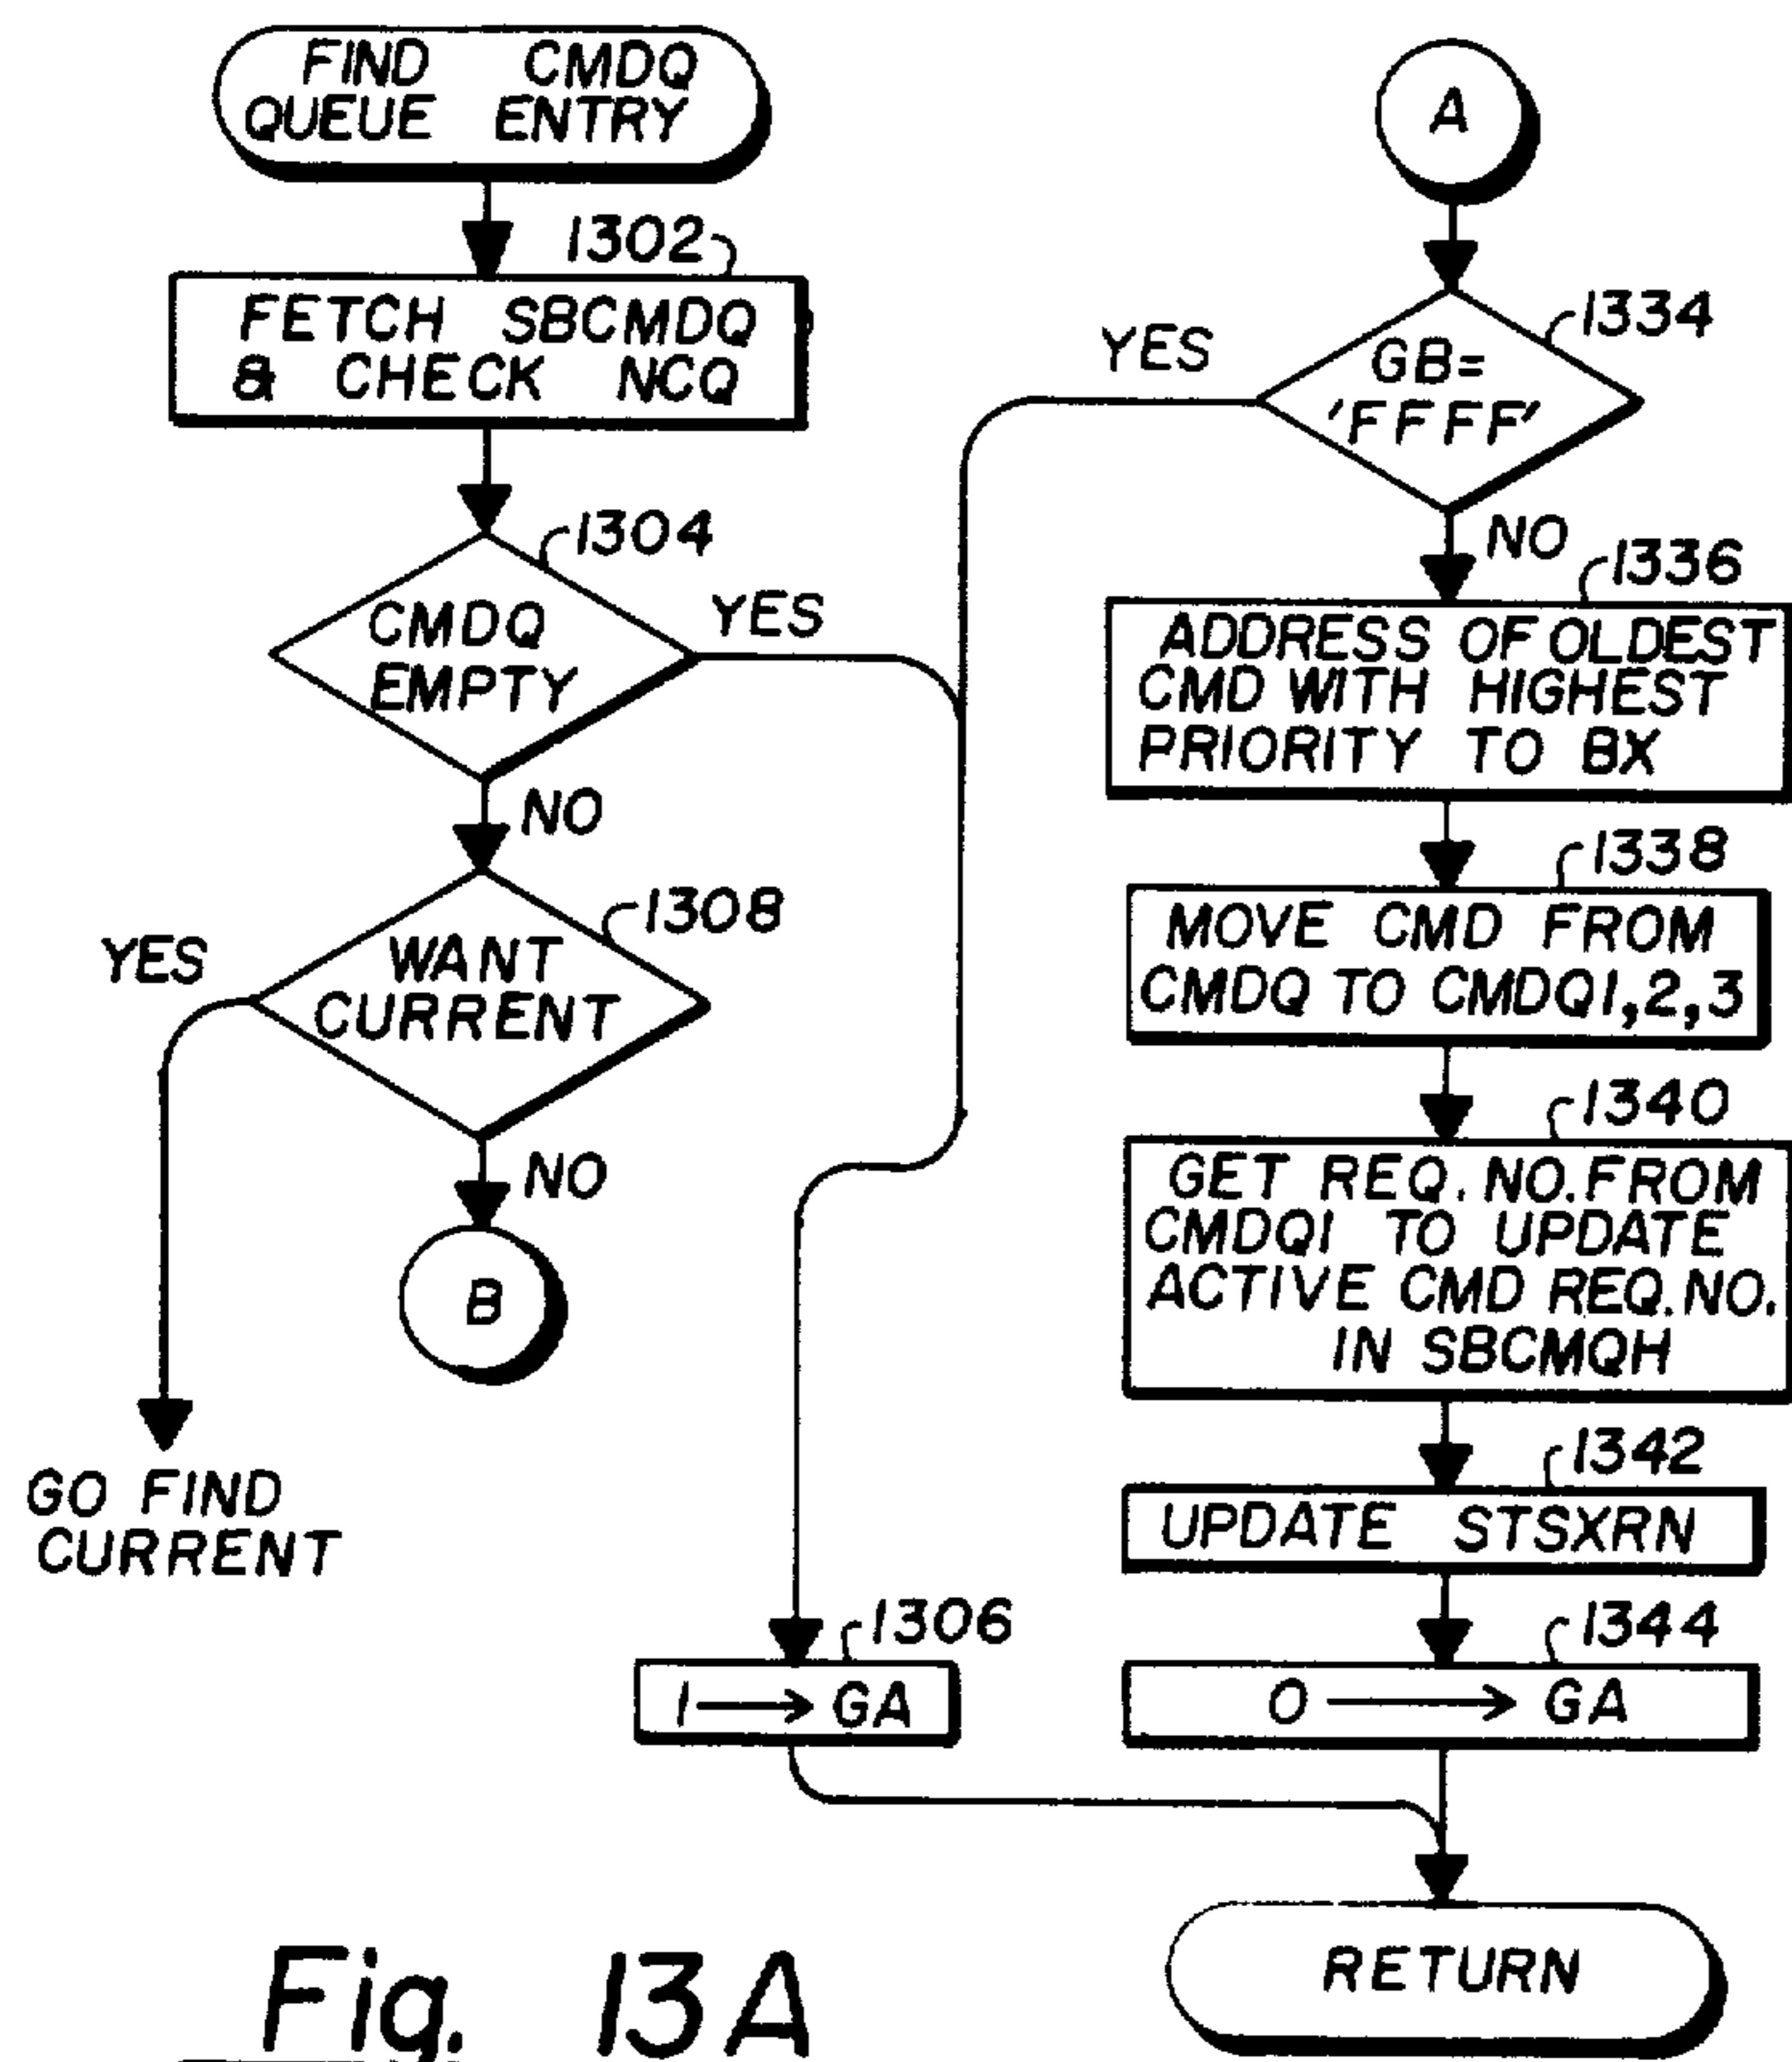 FIND CMDQ
QUEUE ENTRY
1302
FETCH SBCMDQ
& CHECK NCQ
1304
CMDQ
EMPTY
YES
NO
1308
WANT
CURRENT
YES
NO
B
GO FIND
CURRENT
1306
1 → GA
A
1334
GB=
'FFFF'
YES
NO
1336
ADDRESS OF OLDEST
CMD WITH HIGHEST
PRIORITY TO BX
1338
MOVE CMD FROM
CMDQ TO CMDQ1,2,3
1340
GET REQ. NO. FROM
CMDQ1 TO UPDATE
ACTIVE CMD REQ. NO.
IN SBCMQH
1342
UPDATE STSXRN
1344
0 → GA
RETURN
Fig. 13A